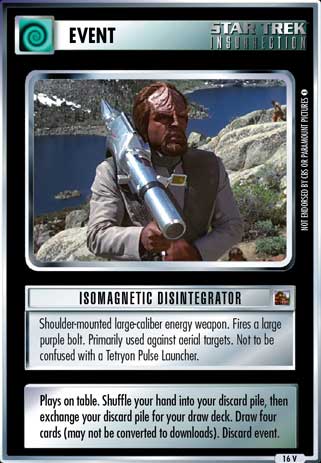 EVENT
STAR TREK
INSURRECTION
NOT ENDORSED BY CBS OR PARAMOUNT PICTURES
ISOMAGNETIC DISINTEGRATOR
Shoulder-mounted large-caliber energy weapon. Fires a large
purple bolt. Primarily used against aerial targets. Not to be
confused with a Tetryon Pulse Launcher.
Plays on table. Shuffle your hand into your discard pile, then
exchange your discard pile for your draw deck. Draw four
cards (may not be converted to downloads). Discard event.
16 V